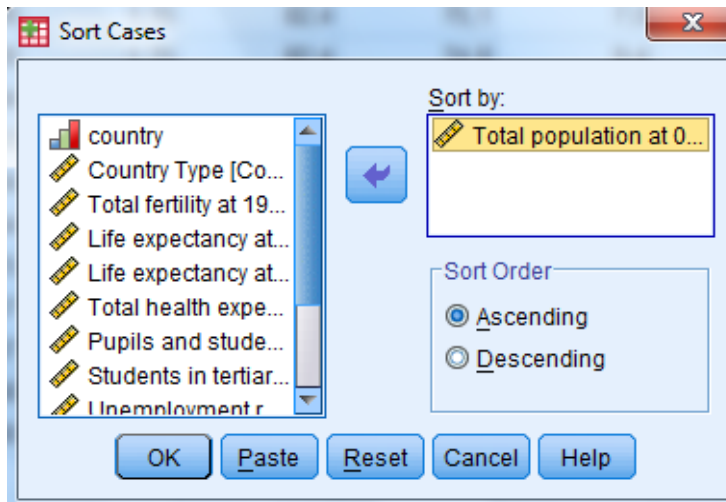 Sort Cases
X
country
Country Type [Co...
Total fertility at 19...
Life expectancy at...
Life expectancy at...
Total health expe...
Pupils and stude...
Students in tertiar...
Unemployment r
Sort by:
Total population at 0...
Sort Order
Ascending
Descending
OK Paste Reset Cancel Help